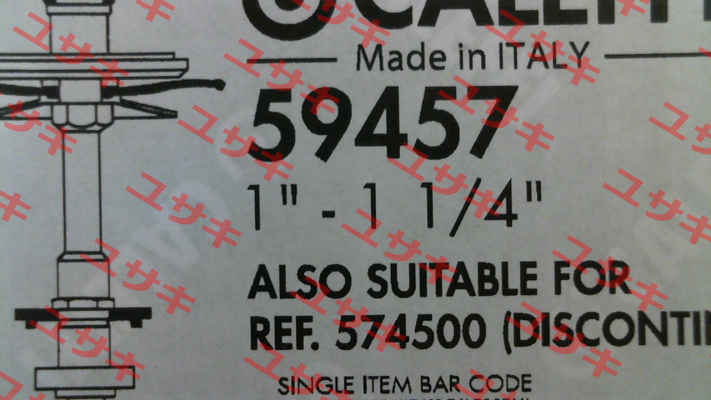 CALEFFI
Made in ITALY
59457
1" - 1 1/4"
ALSO SUITABLE FOR
REF. 574500 (DISCONTIN
SINGLE ITEM BAR CODE
ユサキ